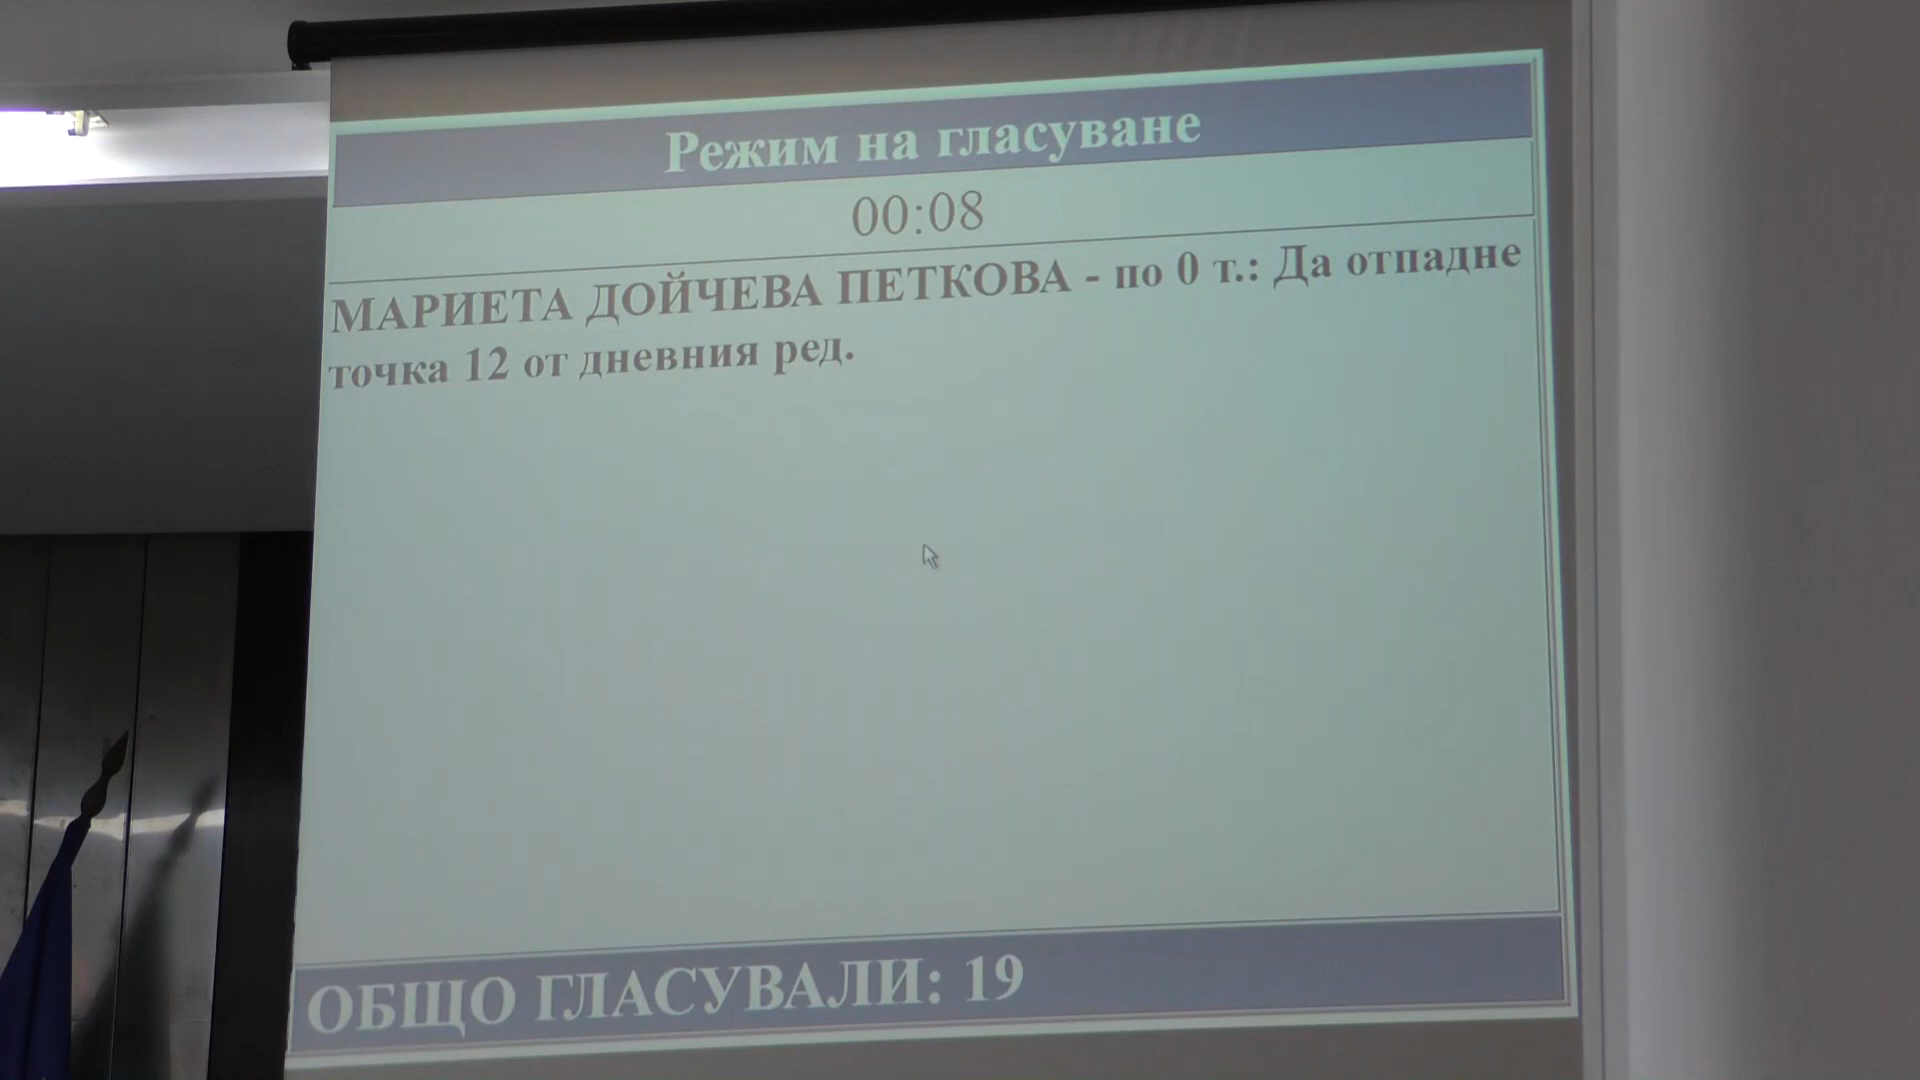 Режим на гласуване
00:08
МАРИЕТА ДОЙЧЕВА ПЕТКОВА - по 0 т.: Да отпадне
точка 12 от дневния ред.
ОБЩО ГЛАСУВАЛИ: 19